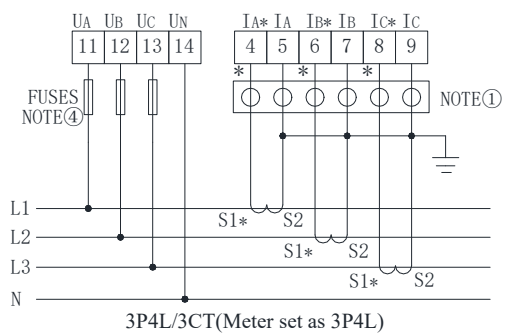 UA UB UC UN IA* IA IB* IB IC* IC
11 12 13 14 4 5 6 7 8 9
* * *
FUSES
NOTE④
NOTE①
L1
S1* S2
L2
S1* S2
L3
S1* S2
N
3P4L/3CT(Meter set as 3P4L)